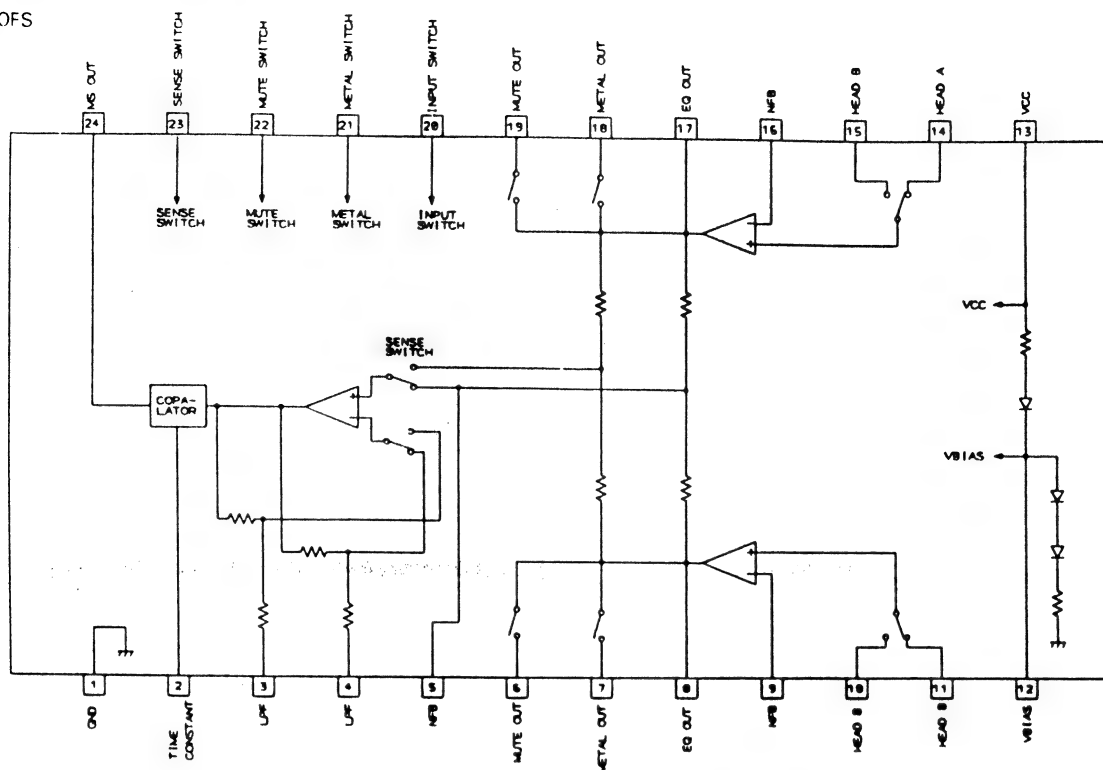 OFS
MS OUT
SENSE SWITCH
MUTE SWITCH
METAL SWITCH
INPUT SWITCH
MUTE OUT
METAL OUT
EQ OUT
NFB
HEAD B
HEAD A
VCC
24
23
22
21
20
19
18
17
16
15
14
13
SENSE
SWITCH
MUTE
SWITCH
METAL
SWITCH
INPUT
SWITCH
VCC
SENSE
SWITCH
COPA-
LATOR
VBIAS
1
2
3
4
5
6
7
8
9
10
11
12
GND
TIME
CONSTANT
LPF
LPF
NFB
MUTE OUT
METAL OUT
EQ OUT
NFB
HEAD B
HEAD B
VBIAS